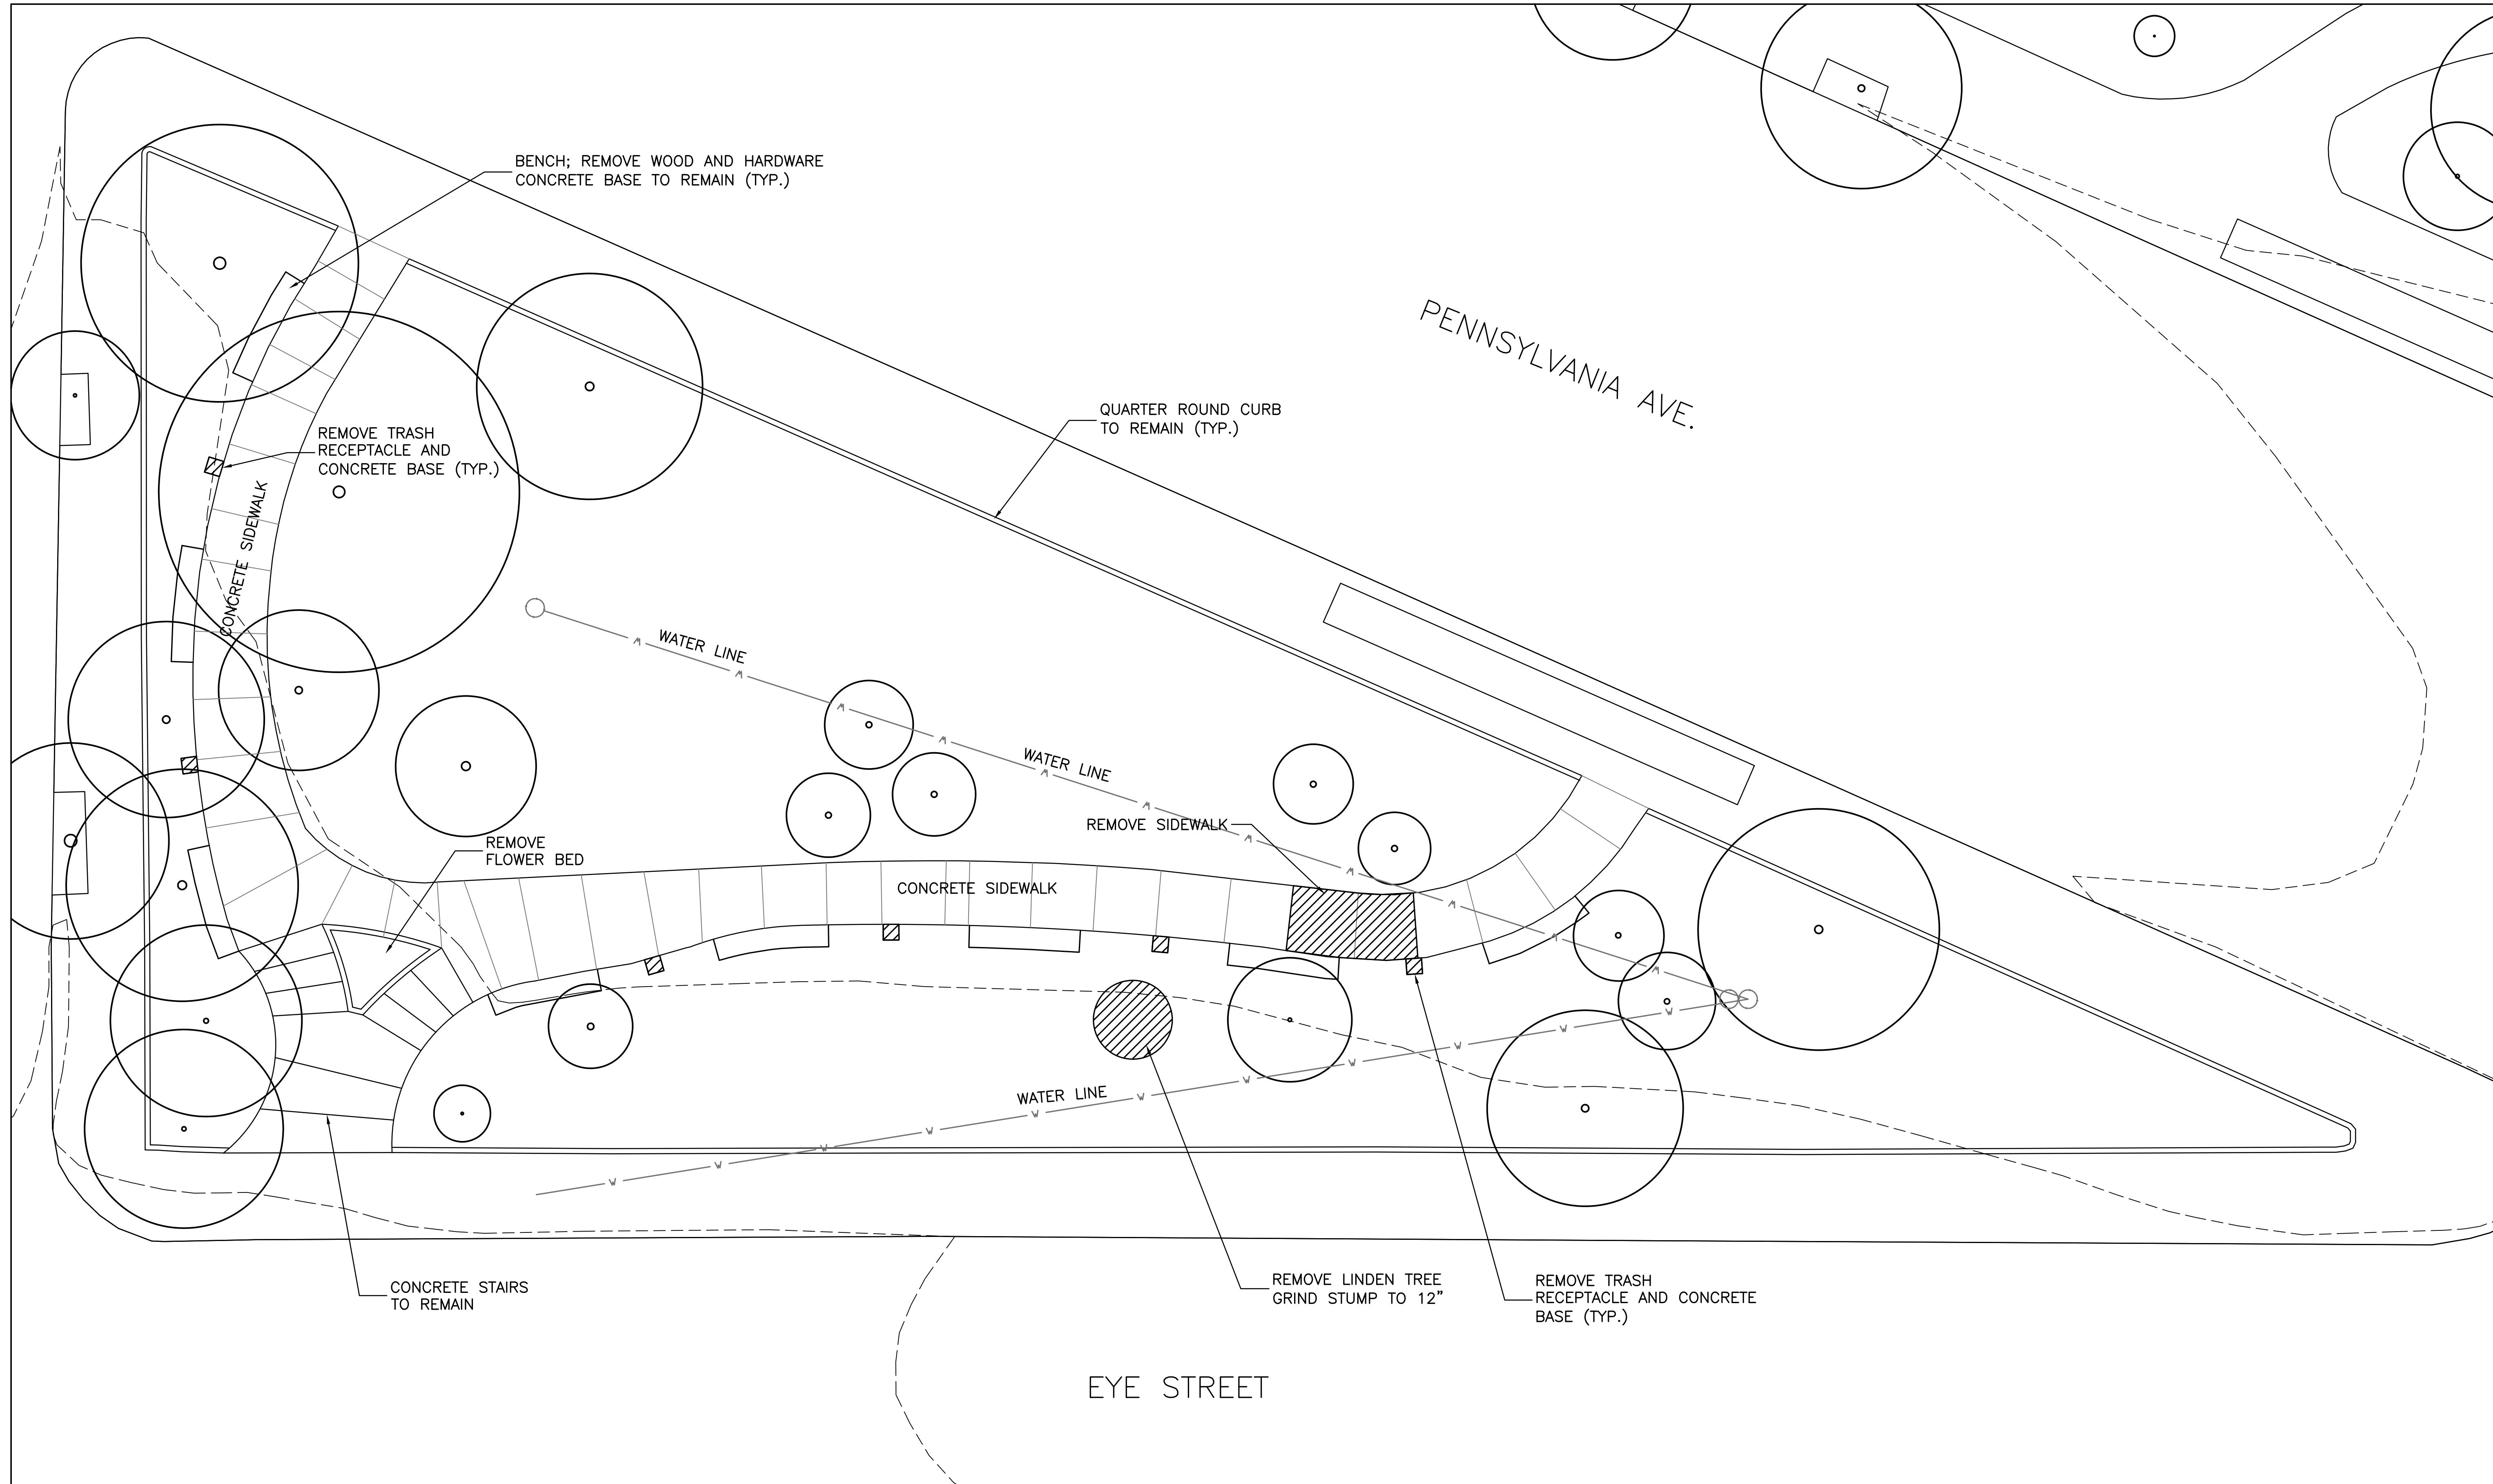 BENCH; REMOVE WOOD AND HARDWARE
CONCRETE BASE TO REMAIN (TYP.)
PENNSYLVANIA AVE.
QUARTER ROUND CURB
TO REMAIN (TYP.)
REMOVE TRASH
RECEPTACLE AND
CONCRETE BASE (TYP.)
CONCRETE SIDEWALK
WATER LINE
WATER LINE
REMOVE SIDEWALK
REMOVE
FLOWER BED
CONCRETE SIDEWALK
WATER LINE
CONCRETE STAIRS
TO REMAIN
REMOVE LINDEN TREE
GRIND STUMP TO 12”
REMOVE TRASH
RECEPTACLE AND CONCRETE
BASE (TYP.)
EYE STREET